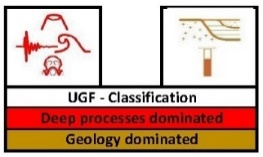 UGF - Classification
Deep processes dominated
Geology dominated